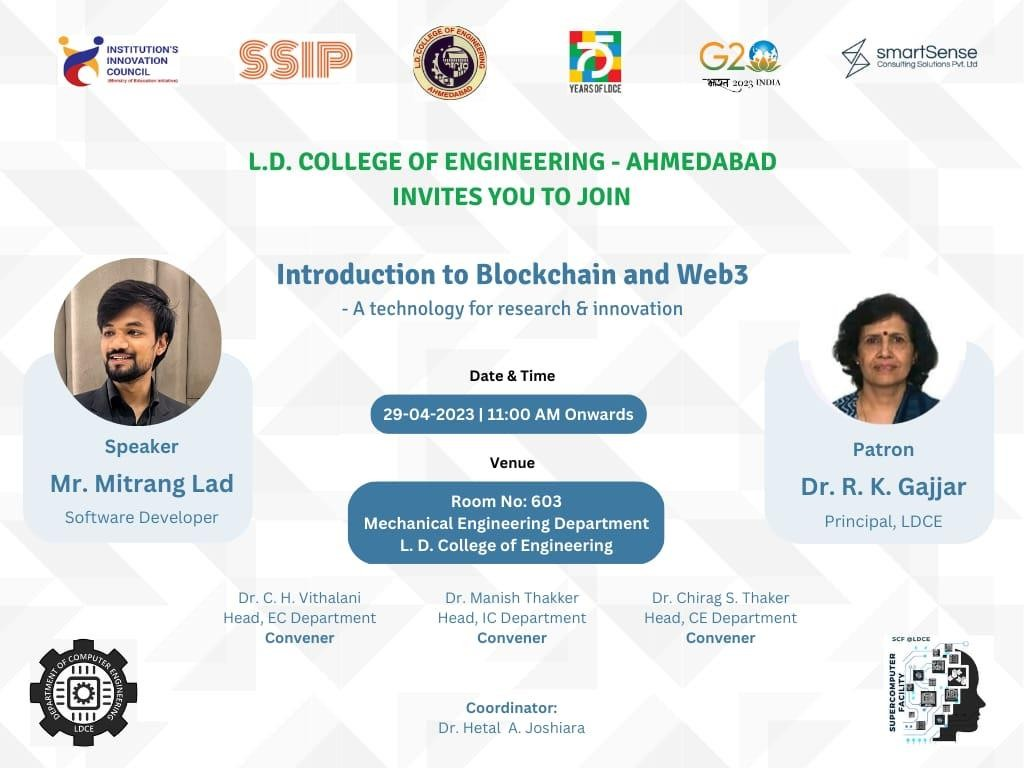 INSTITUTION'S
INNOVATION
COUNCIL
(Ministry of Education Initiative)
SSIP
L.D. COLLEGE OF ENGINEERING
AHMEDABAD
75
YEARS OF LDCE
G20
भारत 2023 INDIA
smartSense
Consulting Solutions Pvt. Ltd
L.D. COLLEGE OF ENGINEERING - AHMEDABAD
INVITES YOU TO JOIN
Introduction to Blockchain and Web3
- A technology for research & innovation
Date & Time
29-04-2023 | 11:00 AM Onwards
Venue
Room No: 603
Mechanical Engineering Department
L. D. College of Engineering
Speaker
Mr. Mitrang Lad
Software Developer
Patron
Dr. R. K. Gajjar
Principal, LDCE
Dr. C. H. Vithalani
Head, EC Department
Convener
Dr. Manish Thakker
Head, IC Department
Convener
Dr. Chirag S. Thaker
Head, CE Department
Convener
DEPARTMENT OF COMPUTER ENGINEERING
LDCE
Coordinator:
Dr. Hetal A. Joshiara
SCF @LDCE
SUPERCOMPUTER
FACILITY